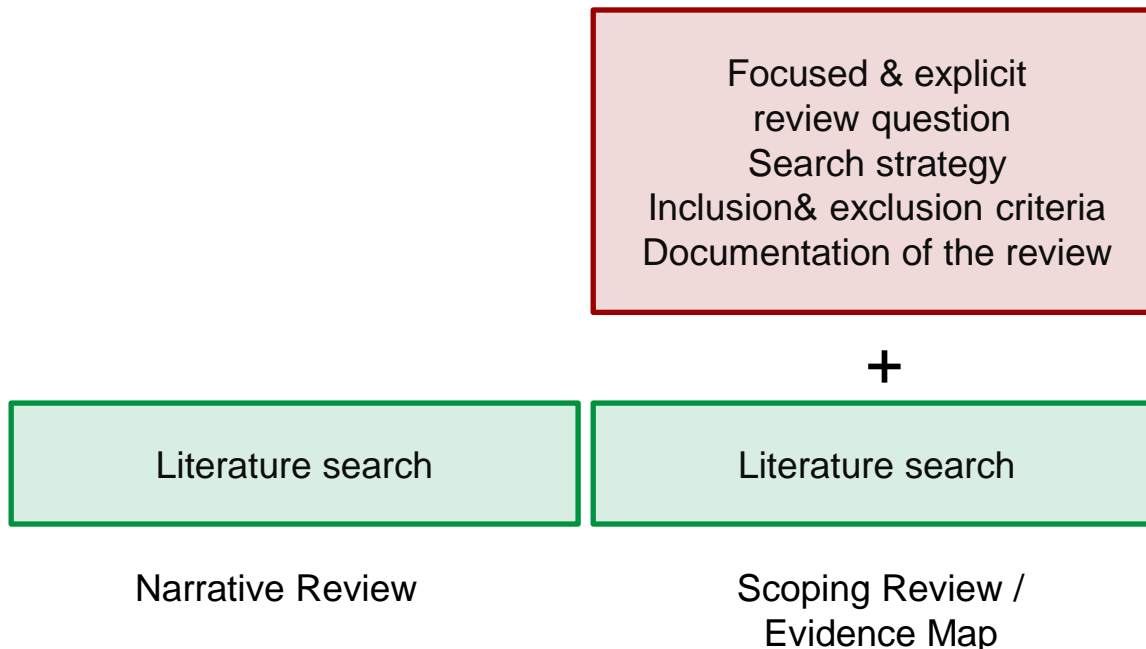 Focused & explicit
review question
Search strategy
Inclusion& exclusion criteria
Documentation of the review
+
Literature search
Literature search
Narrative Review
Scoping Review /
Evidence Map